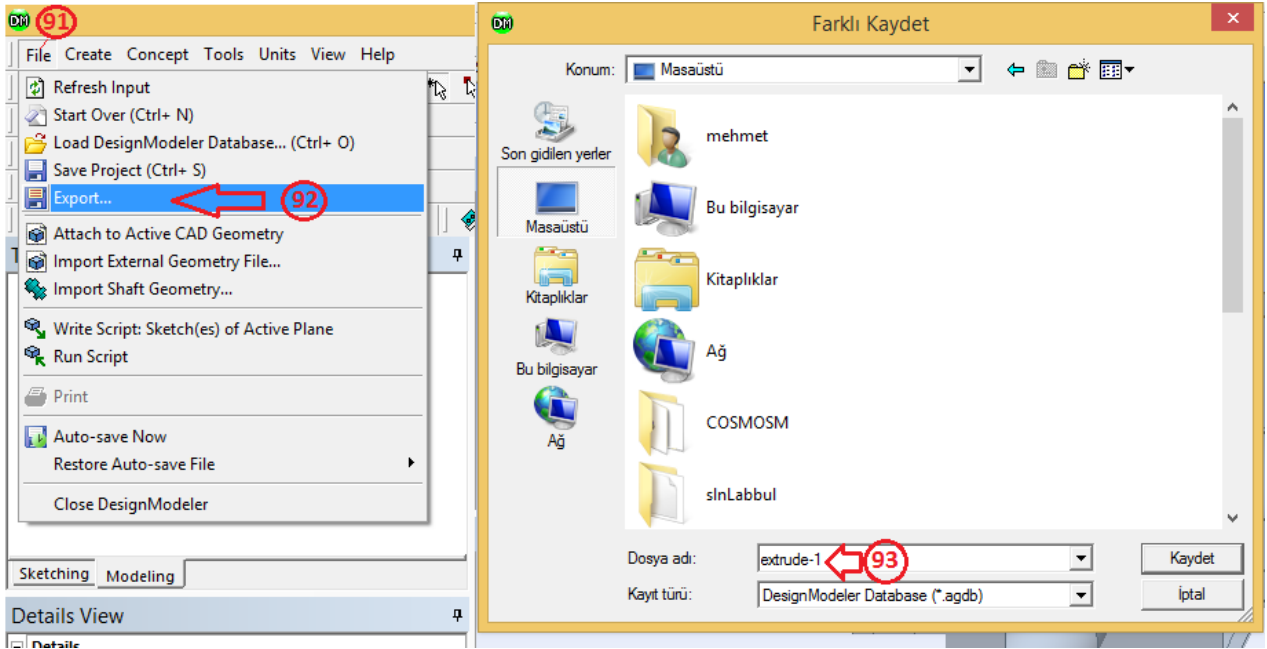 DM 91
File Create Concept Tools Units View Help
Refresh Input
Start Over (Ctrl+ N)
Load DesignModeler Database... (Ctrl+ O)
Save Project (Ctrl+ S)
Export... 92
Attach to Active CAD Geometry
Import External Geometry File...
Import Shaft Geometry...
Write Script: Sketch(es) of Active Plane
Run Script
Print
Auto-save Now
Restore Auto-save File
Close DesignModeler
Sketching Modeling
Details View
Details
DM Farklı Kaydet
Konum: Masaüstü
Son gidilen yerler
Masaüstü
Kitaplıklar
Bu bilgisayar
Ağ
mehmet
Bu bilgisayar
Kitaplıklar
Ağ
COSMOSM
slnLabbul
Dosya adı: extrude-1 93 Kaydet
Kayıt türü: DesignModeler Database (*.agdb) İptal